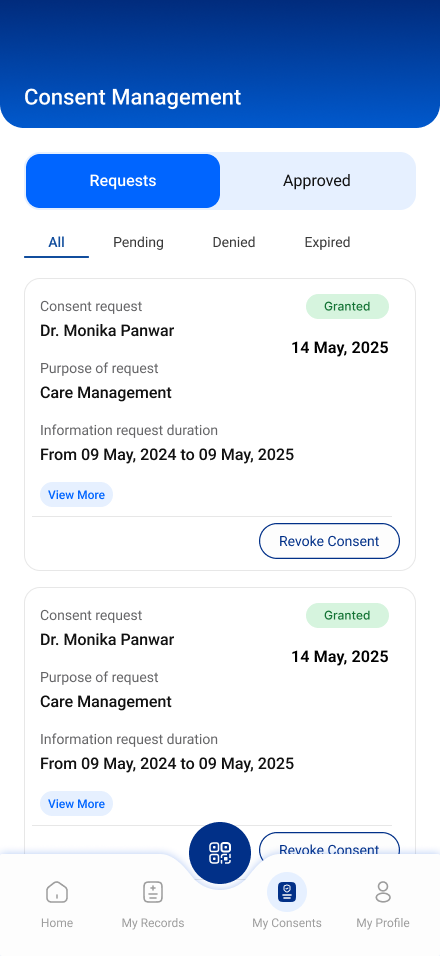 Consent Management
Requests
Approved
All
Pending
Denied
Expired
Consent request
Granted
Dr. Monika Panwar
14 May, 2025
Purpose of request
Care Management
Information request duration
From 09 May, 2024 to 09 May, 2025
View More
Revoke Consent
Consent request
Granted
Dr. Monika Panwar
14 May, 2025
Purpose of request
Care Management
Information request duration
From 09 May, 2024 to 09 May, 2025
View More
Revoke Consent
Home
My Records
My Consents
My Profile